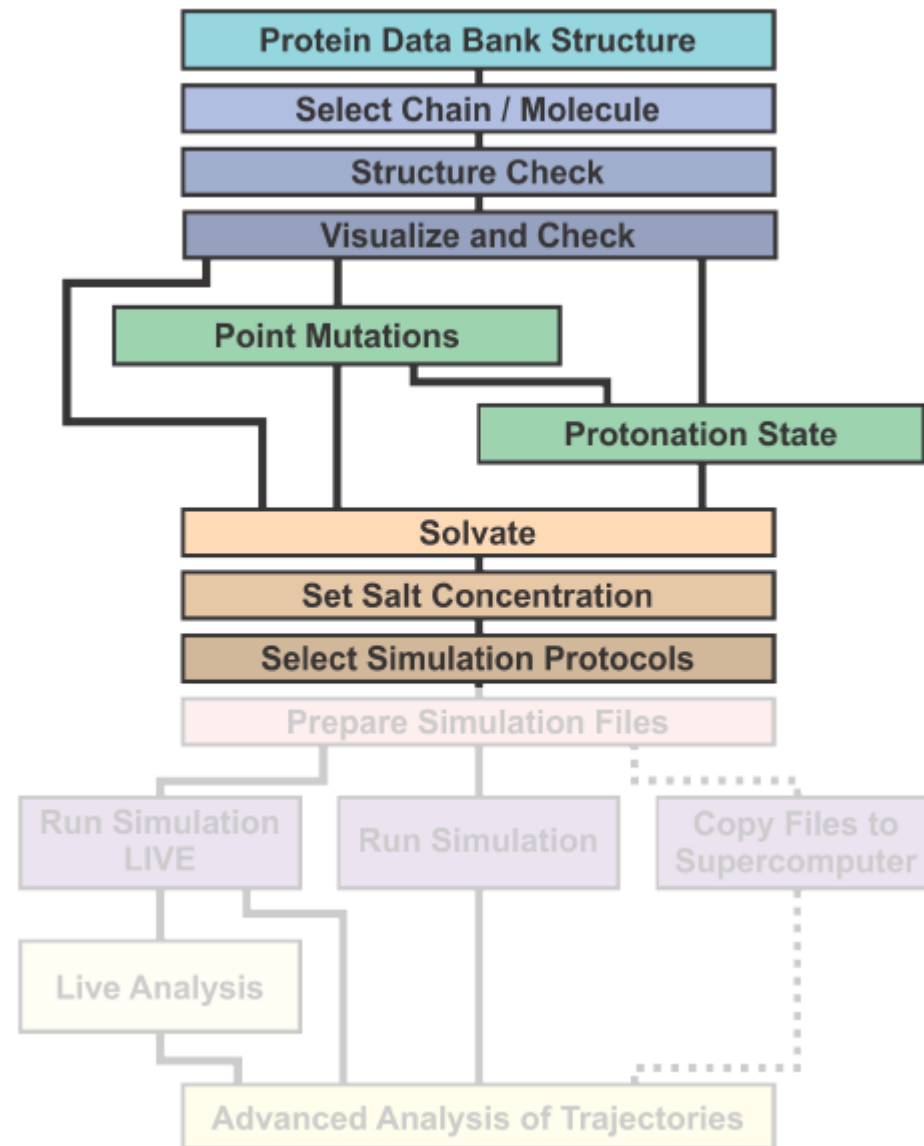 Protein Data Bank Structure
Select Chain / Molecule
Structure Check
Visualize and Check
Point Mutations
Protonation State
Solvate
Set Salt Concentration
Select Simulation Protocols
Prepare Simulation Files
Run Simulation
LIVE
Run Simulation
Copy Files to
Supercomputer
Live Analysis
Advanced Analysis of Trajectories